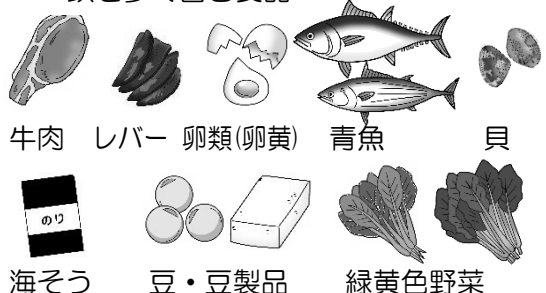 牛肉 レバー 卵類(卵黄) 青魚 貝
のり
海そう 豆・豆製品 緑黄色野菜